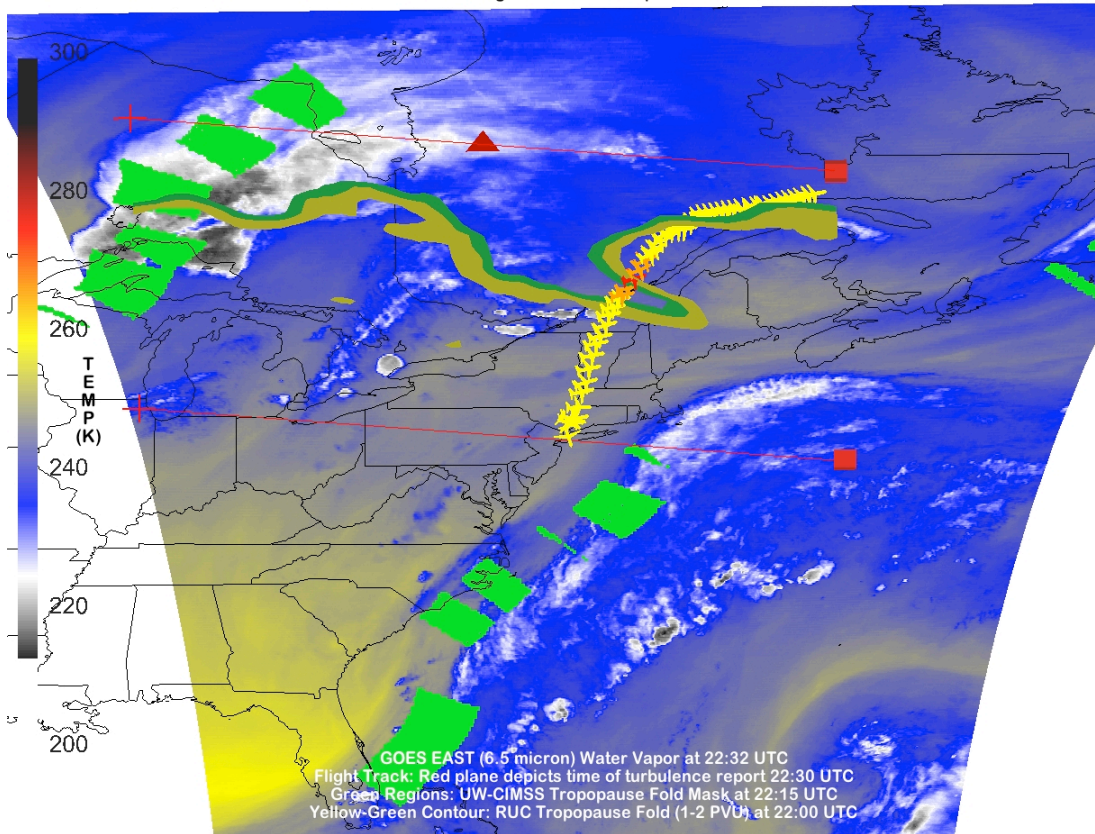 300
280
260
T
E
M
P
(K)
240
220
200
GOES EAST (6.5 micron) Water Vapor at 22:32 UTC
Flight Track: Red plane depicts time of turbulence report 22:30 UTC
Green Regions: UW-CIMSS Tropopause Fold Mask at 22:15 UTC
Yellow-Green Contour: RUC Tropopause Fold (1-2 PVU) at 22:00 UTC